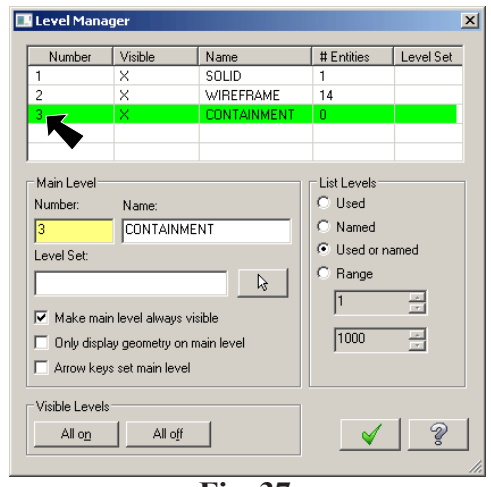 Level Manager
Number Visible Name # Entities Level Set
1 X SOLID 1
2 X WIREFRAME 14
3 X CONTAINMENT 0
Main Level
Number: Name:
3 CONTAINMENT
Level Set:
Make main level always visible
Only display geometry on main level
Arrow keys set main level
List Levels
Used
Named
Used or named
Range
1
1000
Visible Levels
All on All off